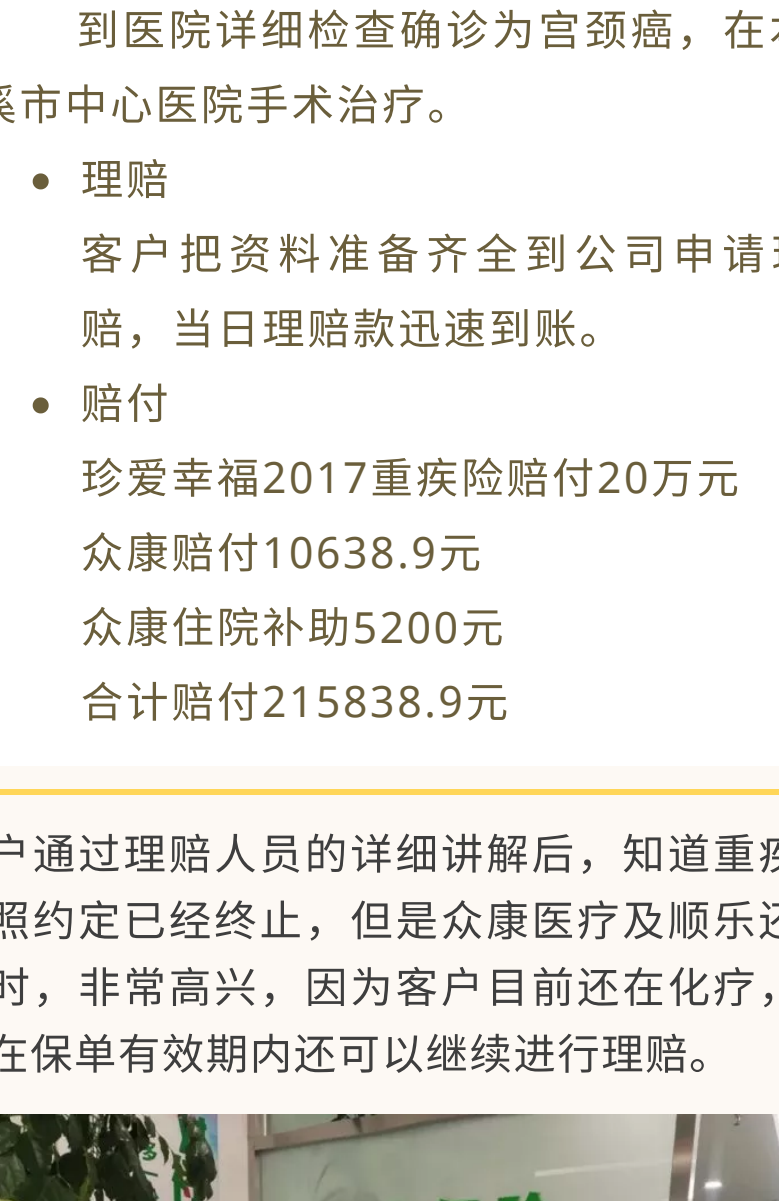 到医院详细检查确诊为宫颈癌，在
市中心医院手术治疗。
理赔
客户把资料准备齐全到公司申请
赔，当日理赔款迅速到账。
赔付
珍爱幸福2017重疾险赔付20万元
众康赔付10638.9元
众康住院补助5200元
合计赔付215838.9元
户通过理赔人员的详细讲解后，知道重疾
照约定已经终止，但是众康医疗及顺乐还
时，非常高兴，因为客户目前还在化疗，
在保单有效期内还可以继续进行理赔。